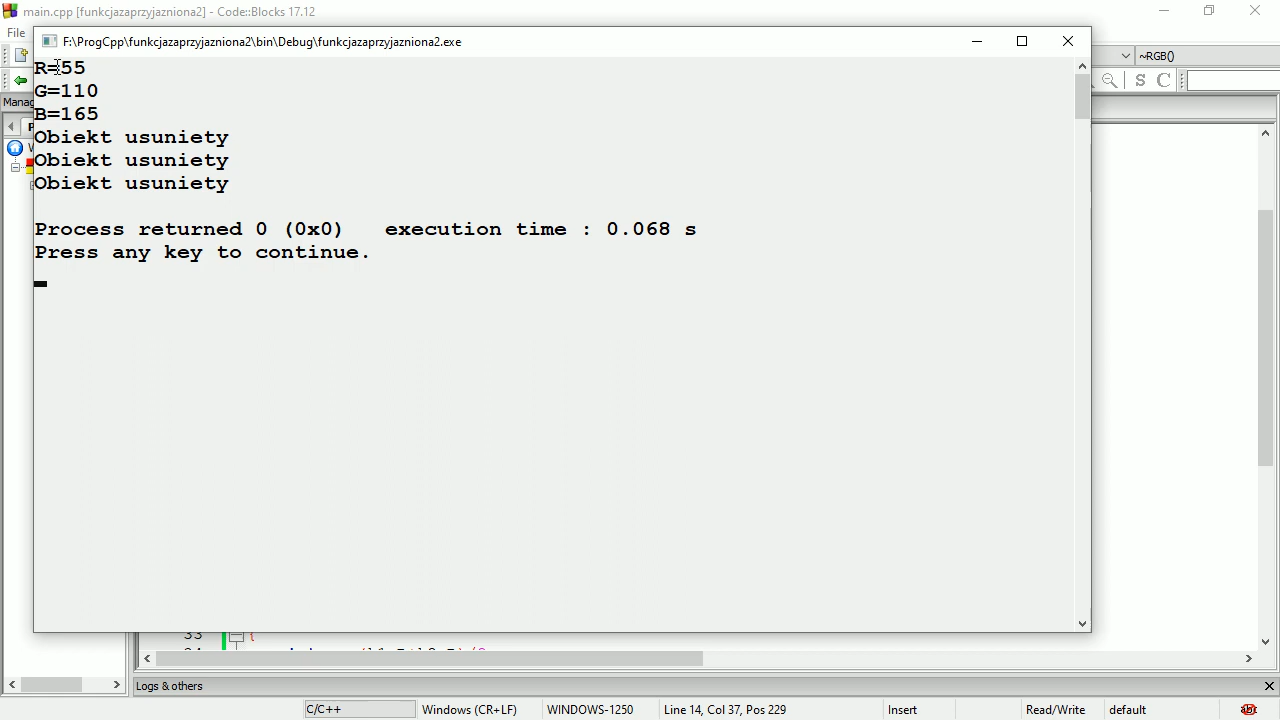 main.cpp [funkcjazaprzyjazniona2] - Code::Blocks 17.12
File
F:\ProgCpp\funkcjazaprzyjazniona2\bin\Debug\funkcjazaprzyjazniona2.exe
~RGB()
S C
Manag
R=55
G=110
B=165
Obiekt usuniety
Obiekt usuniety
Obiekt usuniety
Process returned 0 (0x0)   execution time : 0.068 s
Press any key to continue.
33
{
Logs & others
C/C++ Windows (CR+LF) WINDOWS-1250 Line 14, Col 37, Pos 229 Insert Read/Write default